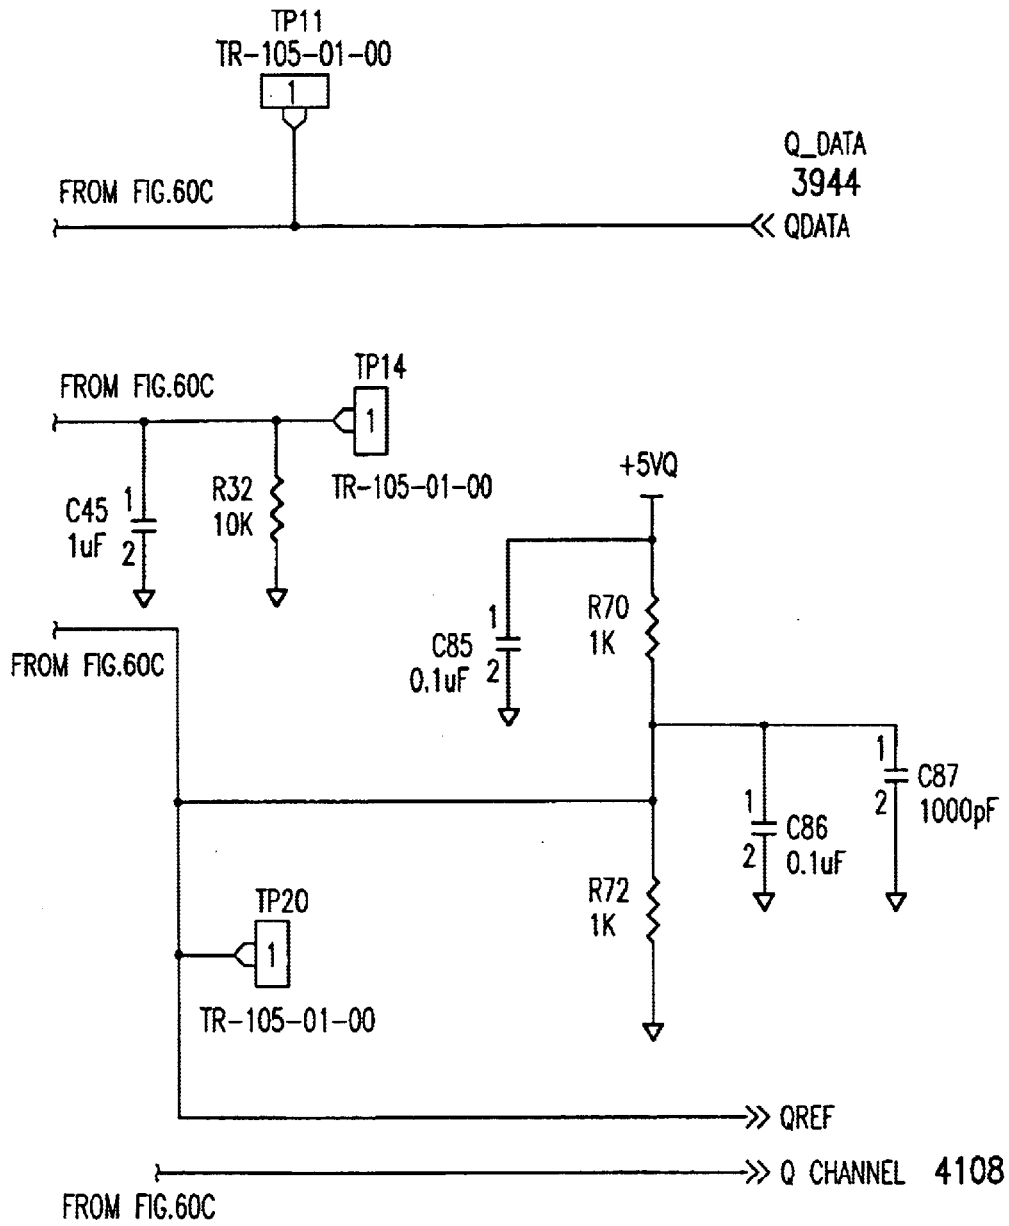 TP11
TR-105-01-00
1
Q_DATA
3944
FROM FIG.60C
QDATA
FROM FIG.60C
TP14
1
TR-105-01-00
C45
1uF
1
2
R32
10K
+5VQ
FROM FIG.60C
C85
0.1uF
1
2
R70
1K
1
2
C86
0.1uF
1
2
C87
1000pF
R72
1K
TP20
1
TR-105-01-00
QREF
Q CHANNEL 4108
FROM FIG.60C